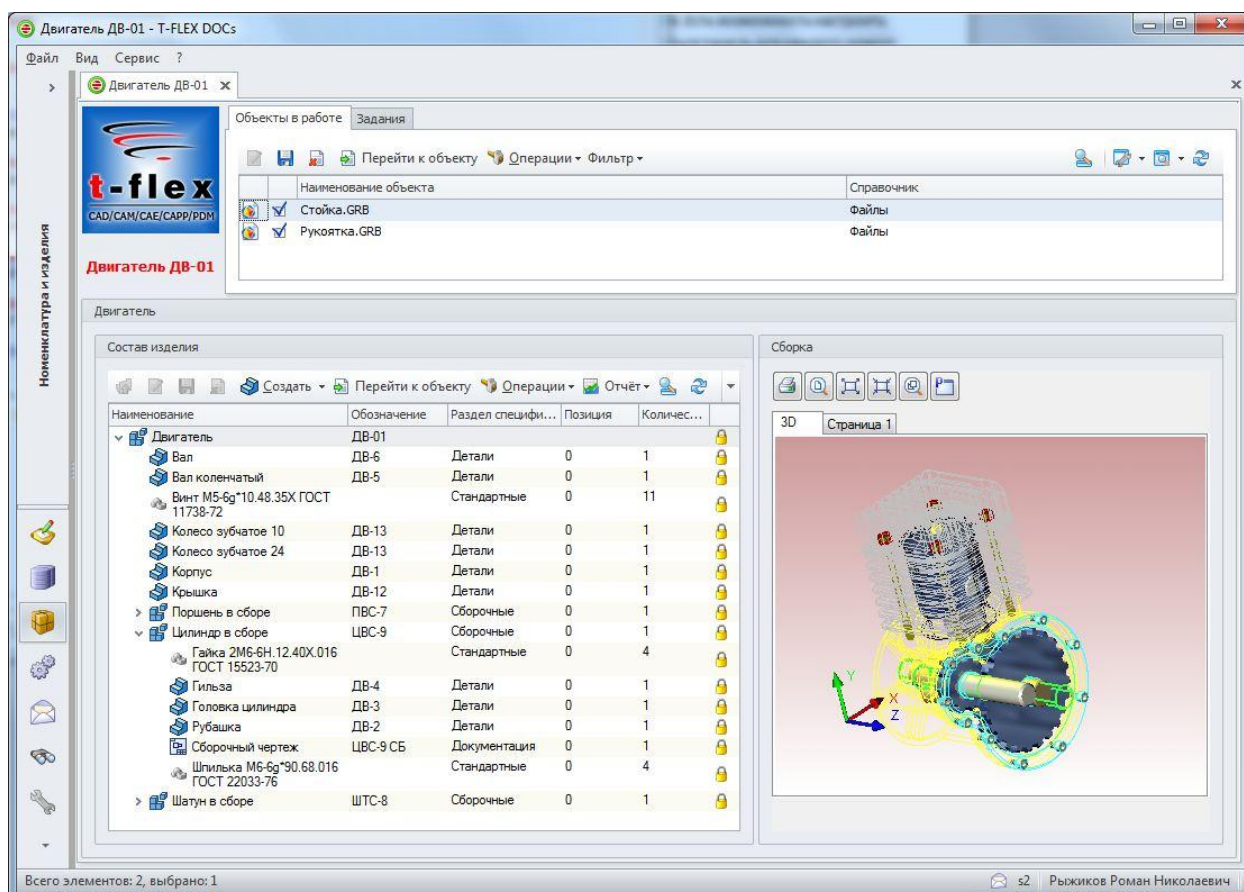 Двигатель ДВ-01 - T-FLEX DOCs
Файл Вид Сервис ?
Двигатель ДВ-01
Номенклатура и изделия
t-flex
CAD/CAM/CAE/CAPP/PDM
Двигатель ДВ-01
Объекты в работе Задания
Перейти к объекту Операции Фильтр
Наименование объекта Справочник
Стойка.GRB Файлы
Рукоятка.GRB Файлы
Двигатель
Состав изделия
Создать Перейти к объекту Операции Отчёт
Наименование Обозначение Раздел специфи... Позиция Количес...
Двигатель ДВ-01
Вал ДВ-6 Детали 0 1
Вал коленчатый ДВ-5 Детали 0 1
Винт М5-6g*10.48.35Х ГОСТ Стандартные 0 11
11738-72
Колесо зубчатое 10 ДВ-13 Детали 0 1
Колесо зубчатое 24 ДВ-13 Детали 0 1
Корпус ДВ-1 Детали 0 1
Крышка ДВ-12 Детали 0 1
Поршень в сборе ПВС-7 Сборочные 0 1
Цилиндр в сборе ЦВС-9 Сборочные 0 1
Гайка 2М6-6Н.12.40Х.016 Стандартные 0 4
ГОСТ 15523-70
Гильза ДВ-4 Детали 0 1
Головка цилиндра ДВ-3 Детали 0 1
Рубашка ДВ-2 Детали 0 1
Сборочный чертеж ЦВС-9 СБ Документация 0 1
Шпилька М6-6g*90.68.016 Стандартные 0 4
ГОСТ 22033-76
Шатун в сборе ШТС-8 Сборочные 0 1
Сборка
3D Страница 1
Y
X
Z
Всего элементов: 2, выбрано: 1 s2 Рыжиков Роман Николаевич